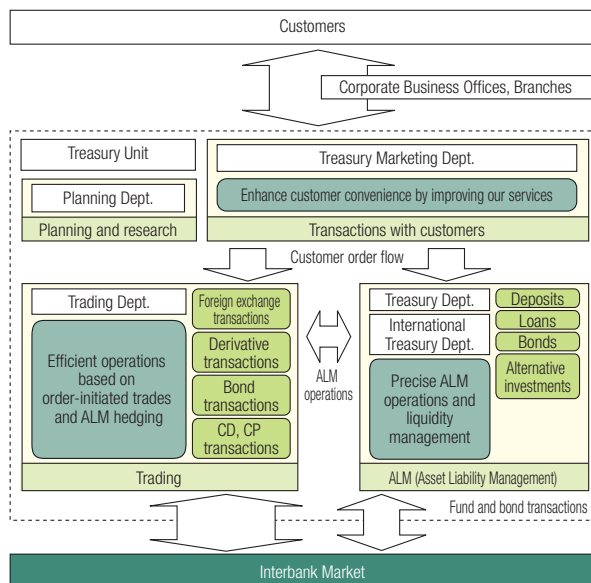 Customers
Corporate Business Offices, Branches
Treasury Unit
Planning Dept.
Planning and research
Treasury Marketing Dept.
Enhance customer convenience by improving our services
Transactions with customers
Customer order flow
Trading Dept.
Efficient operations
based on
order-initiated trades
and ALM hedging
Foreign exchange
transactions
Derivative
transactions
Bond
transactions
CD, CP
transactions
Trading
ALM
operations
Treasury Dept.
International
Treasury Dept.
Precise ALM
operations and
liquidity
management
Deposits
Loans
Bonds
Alternative
investments
ALM (Asset Liability Management)
Fund and bond transactions
Interbank Market